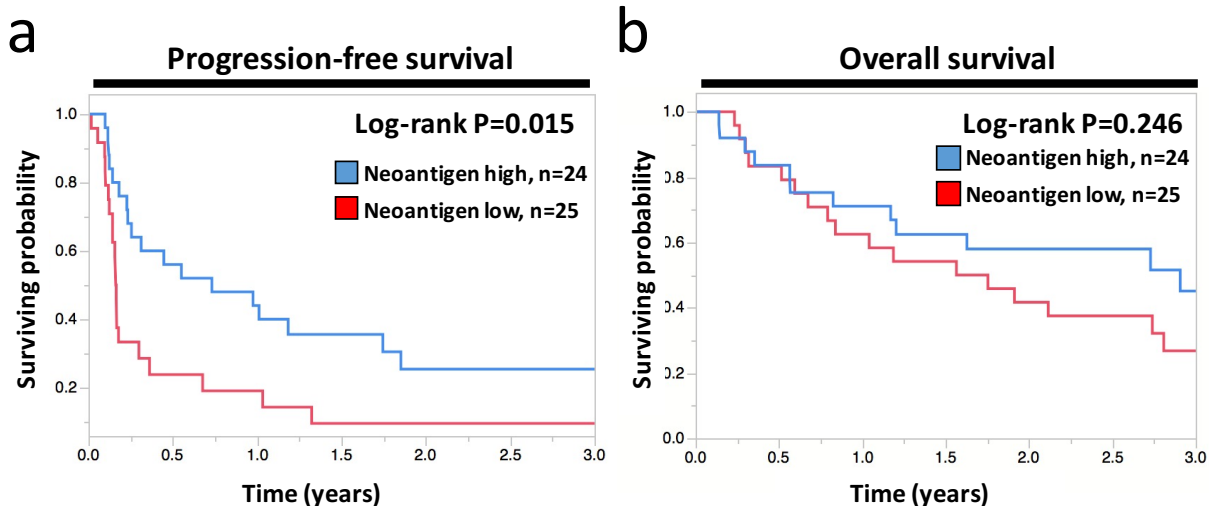 a
Progression-free survival
Log-rank P=0.015
Neoantigen high, n=24
Neoantigen low, n=25
Surviving probability
1.0
0.8
0.6
0.4
0.2
0.0 0.5 1.0 1.5 2.0 2.5 3.0
Time (years)
b
Overall survival
Log-rank P=0.246
Neoantigen high, n=24
Neoantigen low, n=25
Surviving probability
1.0
0.8
0.6
0.4
0.2
0.0
0.0 0.5 1.0 1.5 2.0 2.5 3.0
Time (years)